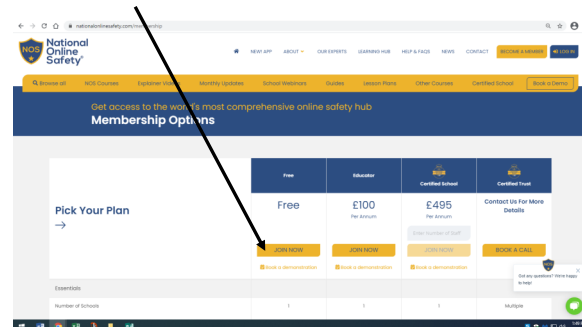 nationalonlinesafety.com/membership
NOS National Online Safety®
NEW! APP ABOUT OUR EXPERTS LEARNING HUB HELP & FAQS NEWS CONTACT BECOME A MEMBER LOG IN
Browse all NOS Courses Explainer Videos Monthly Updates School Webinars Guides Lesson Plans Other Courses Certified School Book a Demo
Get access to the world's most comprehensive online safety hub
Membership Options
Free Educator Certified School Certified Trust
Pick Your Plan
Free £100 £495 Contact Us For More Details
Per Annum Per Annum
Enter Number of Staff
JOIN NOW JOIN NOW JOIN NOW BOOK A CALL
Book a demonstration Book a demonstration Book a demonstration
NOS
Got any questions? We're happy to help!
Essentials
Number of Schools 1 1 1 Multiple